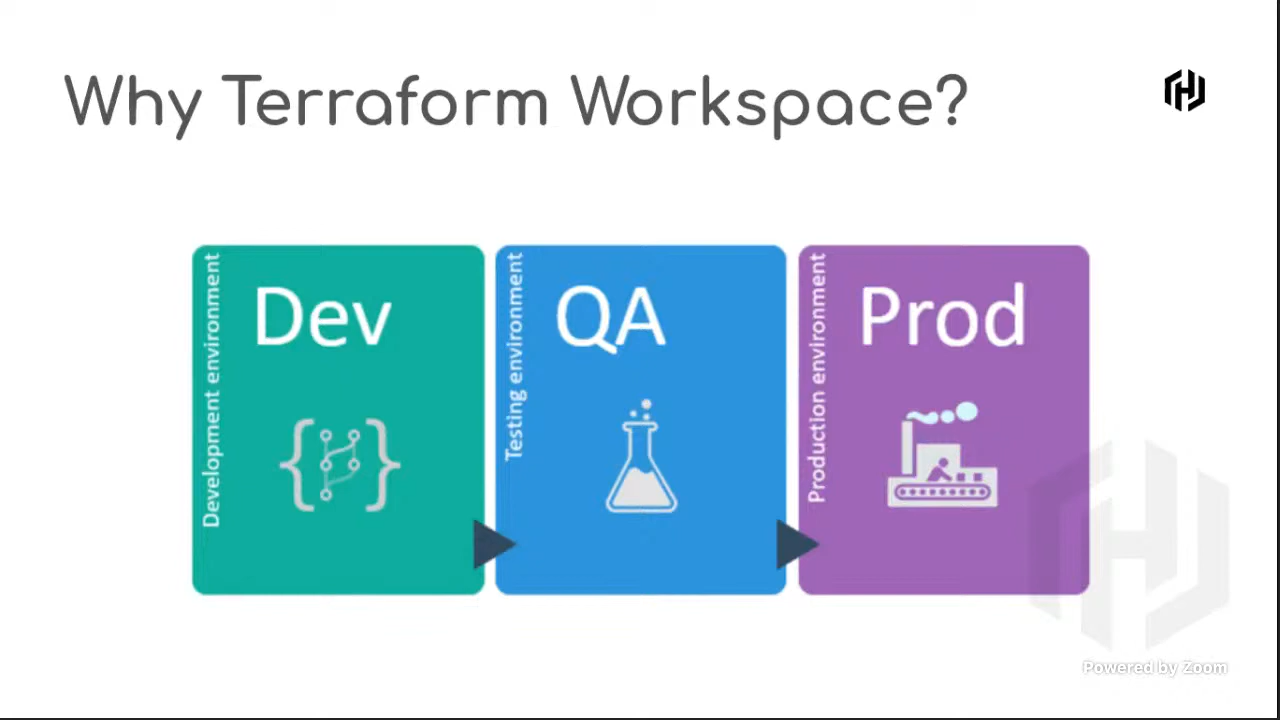 Why Terraform Workspace?
Development environment
Dev
Testing environment
QA
Production environment
Prod
Powered by Zoom